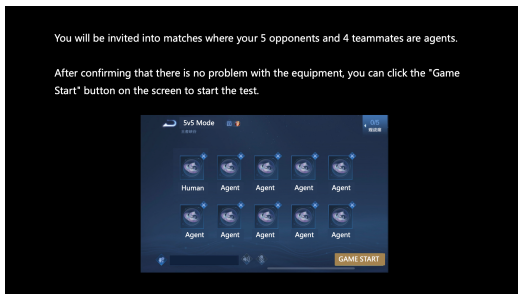 You will be invited into matches where your 5 opponents and 4 teammates are agents.
After confirming that there is no problem with the equipment, you can click the "Game
Start" button on the screen to start the test.
5v5 Mode
0/5
Human Agent Agent Agent Agent
Agent Agent Agent Agent Agent
GAME START